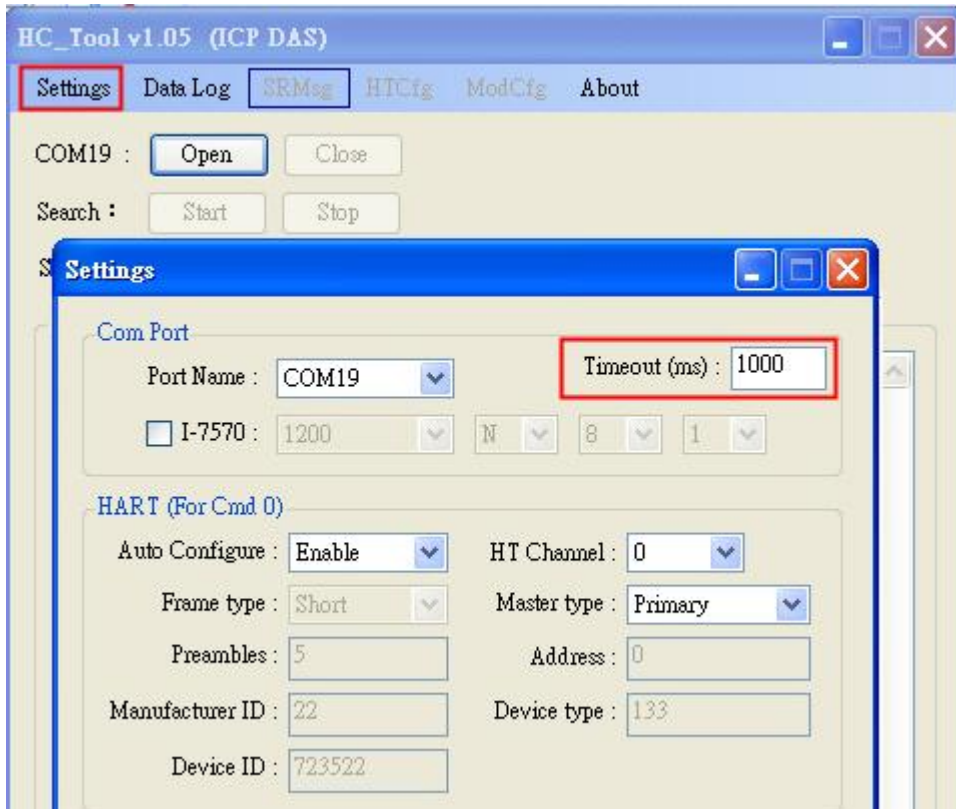 HC_Tool v1.05 (ICP DAS)
Settings Data Log SRMsg HTCfg ModCfg About
COM19 : Open Close
Search : Start Stop
S
Settings
Com Port
Port Name : COM19 Timeout (ms) : 1000
I-7570 : 1200 N 8 1
HART (For Cmd 0)
Auto Configure : Enable HT Channel : 0
Frame type : Short Master type : Primary
Preambles : 5 Address : 0
Manufacturer ID : 22 Device type : 133
Device ID : 723522